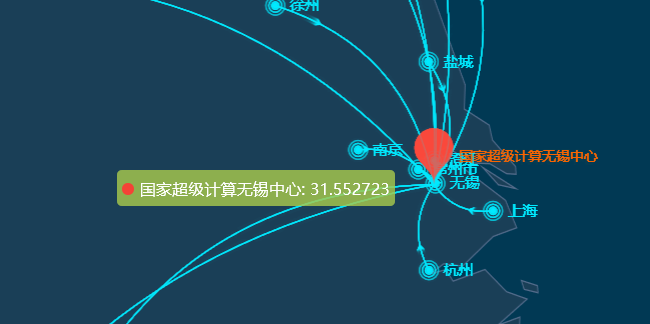 徐州
盐城
南京
国家超级计算无锡中心
州市
国家超级计算无锡中心: 31.552723
无锡
上海
杭州